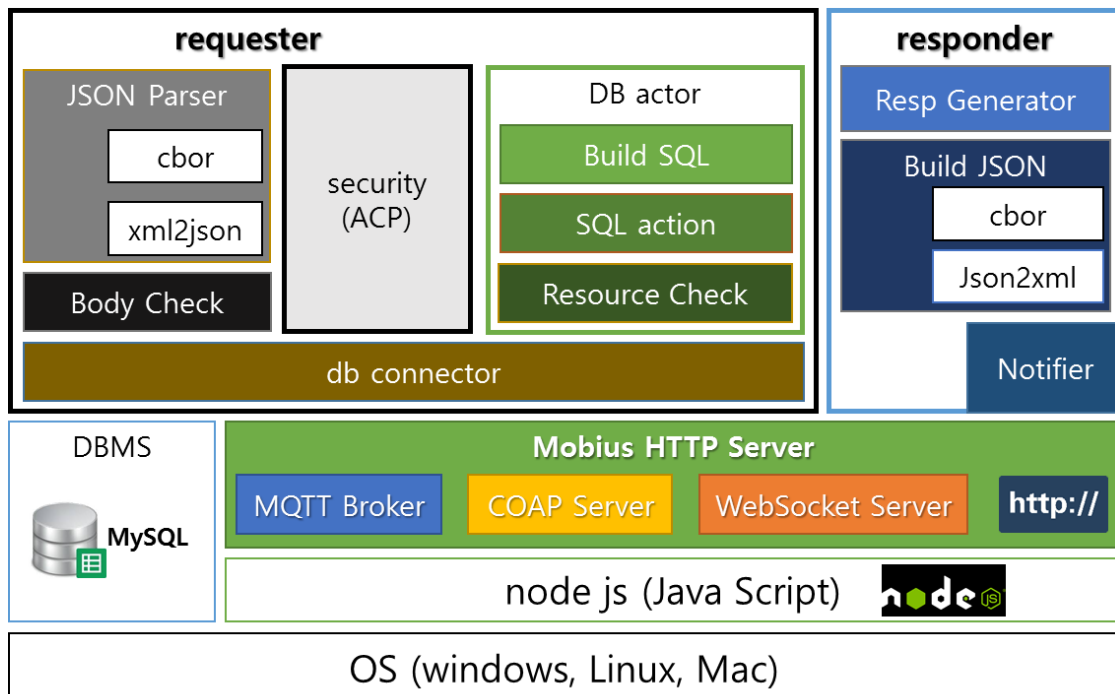 requester
JSON Parser
cbor
xml2json
Body Check
security
(ACP)
DB actor
Build SQL
SQL action
Resource Check
db connector
responder
Resp Generator
Build JSON
cbor
Json2xml
Notifier
DBMS
MySQL
Mobius HTTP Server
MQTT Broker
COAP Server
WebSocket Server
http://
node js (Java Script)
node JS
OS (windows, Linux, Mac)